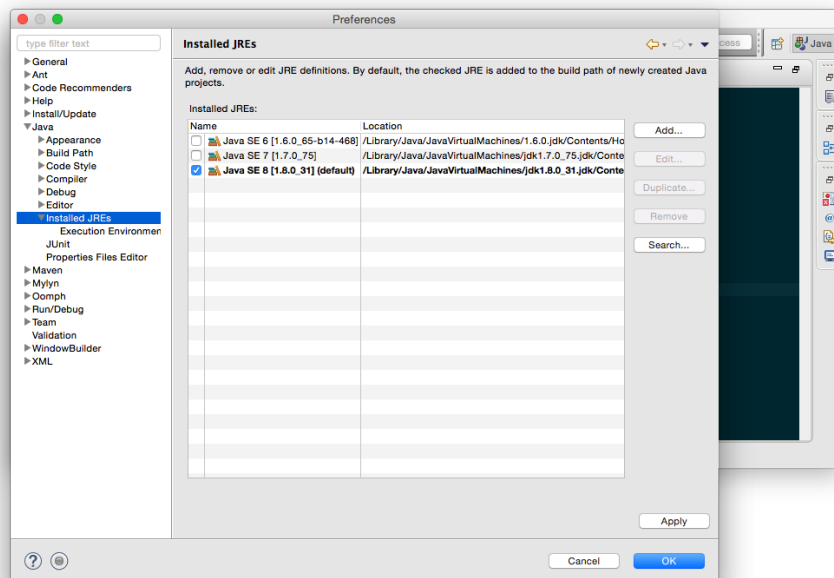 Preferences
type filter text
General
Ant
Code Recommenders
Help
Install/Update
Java
Appearance
Build Path
Code Style
Compiler
Debug
Editor
Installed JREs
Execution Environmen
JUnit
Properties Files Editor
Maven
Mylyn
Oomph
Run/Debug
Team
Validation
WindowBuilder
XML
Installed JREs
Add, remove or edit JRE definitions. By default, the checked JRE is added to the build path of newly created Java
projects.
Installed JREs:
Name Location
Java SE 6 [1.6.0_65-b14-468] /Library/Java/JavaVirtualMachines/1.6.0.jdk/Contents/Ho
Java SE 7 [1.7.0_75] /Library/Java/JavaVirtualMachines/jdk1.7.0_75.jdk/Conte
Java SE 8 [1.8.0_31] (default) /Library/Java/JavaVirtualMachines/jdk1.8.0_31.jdk/Conte
Add...
Edit...
Duplicate...
Remove
Search...
Apply
?
Cancel OK
cess
Java